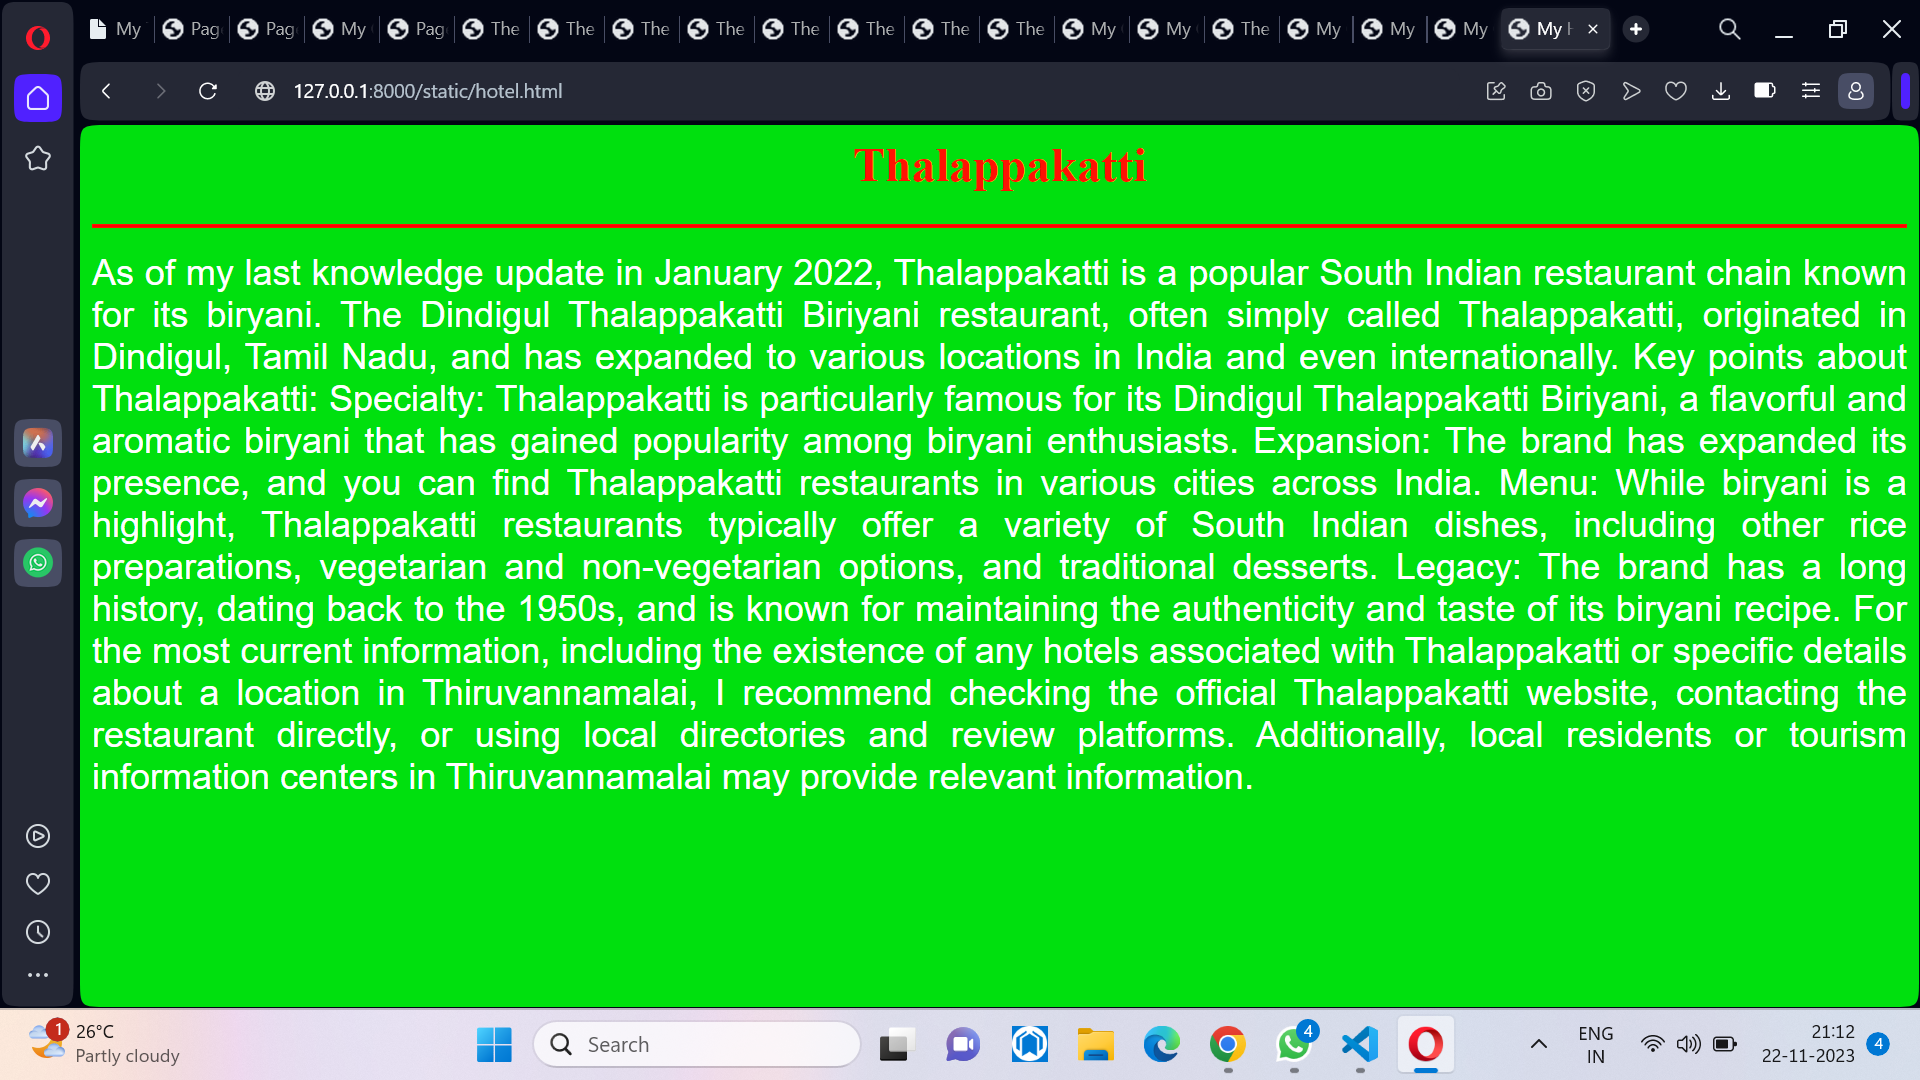 My Pag Pag My Pag The The The The The The The The My My The My My My My H
127.0.0.1:8000/static/hotel.html
Thalappakatti
As of my last knowledge update in January 2022, Thalappakatti is a popular South Indian restaurant chain known
for its biryani. The Dindigul Thalappakatti Biriyani restaurant, often simply called Thalappakatti, originated in
Dindigul, Tamil Nadu, and has expanded to various locations in India and even internationally. Key points about
Thalappakatti: Specialty: Thalappakatti is particularly famous for its Dindigul Thalappakatti Biriyani, a flavorful and
aromatic biryani that has gained popularity among biryani enthusiasts. Expansion: The brand has expanded its
presence, and you can find Thalappakatti restaurants in various cities across India. Menu: While biryani is a
highlight, Thalappakatti restaurants typically offer a variety of South Indian dishes, including other rice
preparations, vegetarian and non-vegetarian options, and traditional desserts. Legacy: The brand has a long
history, dating back to the 1950s, and is known for maintaining the authenticity and taste of its biryani recipe. For
the most current information, including the existence of any hotels associated with Thalappakatti or specific details
about a location in Thiruvannamalai, I recommend checking the official Thalappakatti website, contacting the
restaurant directly, or using local directories and review platforms. Additionally, local residents or tourism
information centers in Thiruvannamalai may provide relevant information.
1 26°C
Partly cloudy
Search
4
ENG
IN
21:12
22-11-2023
4